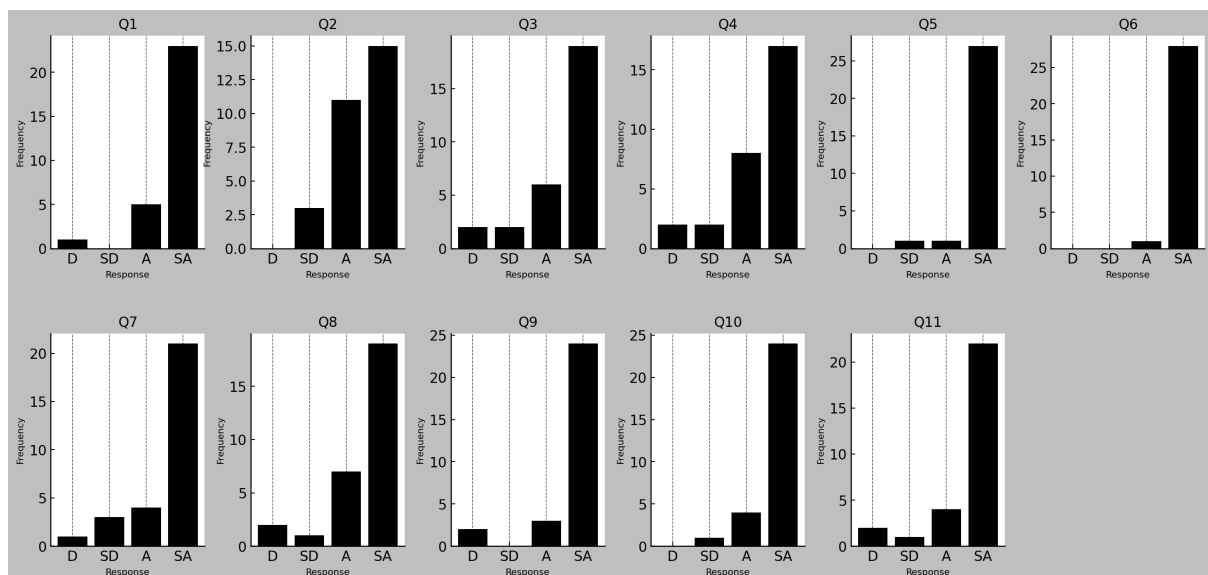 Q1
Frequency
20
15
10
5
0
D SD A SA
Response
Q2
Frequency
15.0
12.5
10.0
7.5
5.0
2.5
0.0
D SD A SA
Response
Q3
Frequency
15
10
5
0
D SD A SA
Response
Q4
Frequency
15
10
5
0
D SD A SA
Response
Q5
Frequency
25
20
15
10
5
0
D SD A SA
Response
Q6
Frequency
25
20
15
10
5
0
D SD A SA
Response
Q7
Frequency
20
15
10
5
0
D SD A SA
Response
Q8
Frequency
15
10
5
0
D SD A SA
Response
Q9
Frequency
25
20
15
10
5
0
D SD A SA
Response
Q10
Frequency
25
20
15
10
5
0
D SD A SA
Response
Q11
Frequency
20
15
10
5
0
D SD A SA
Response